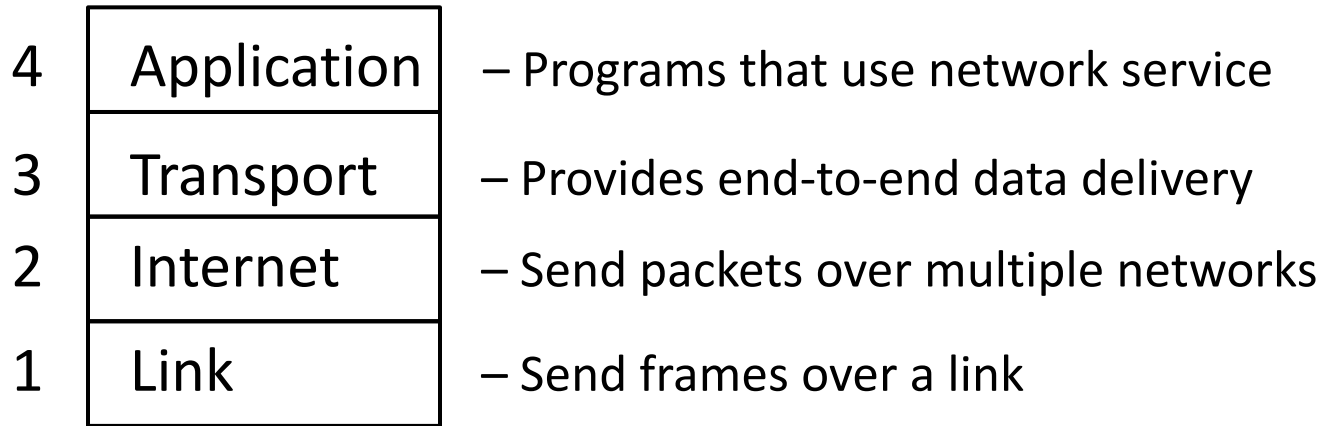 4 Application – Programs that use network service
3 Transport – Provides end-to-end data delivery
2 Internet – Send packets over multiple networks
1 Link – Send frames over a link